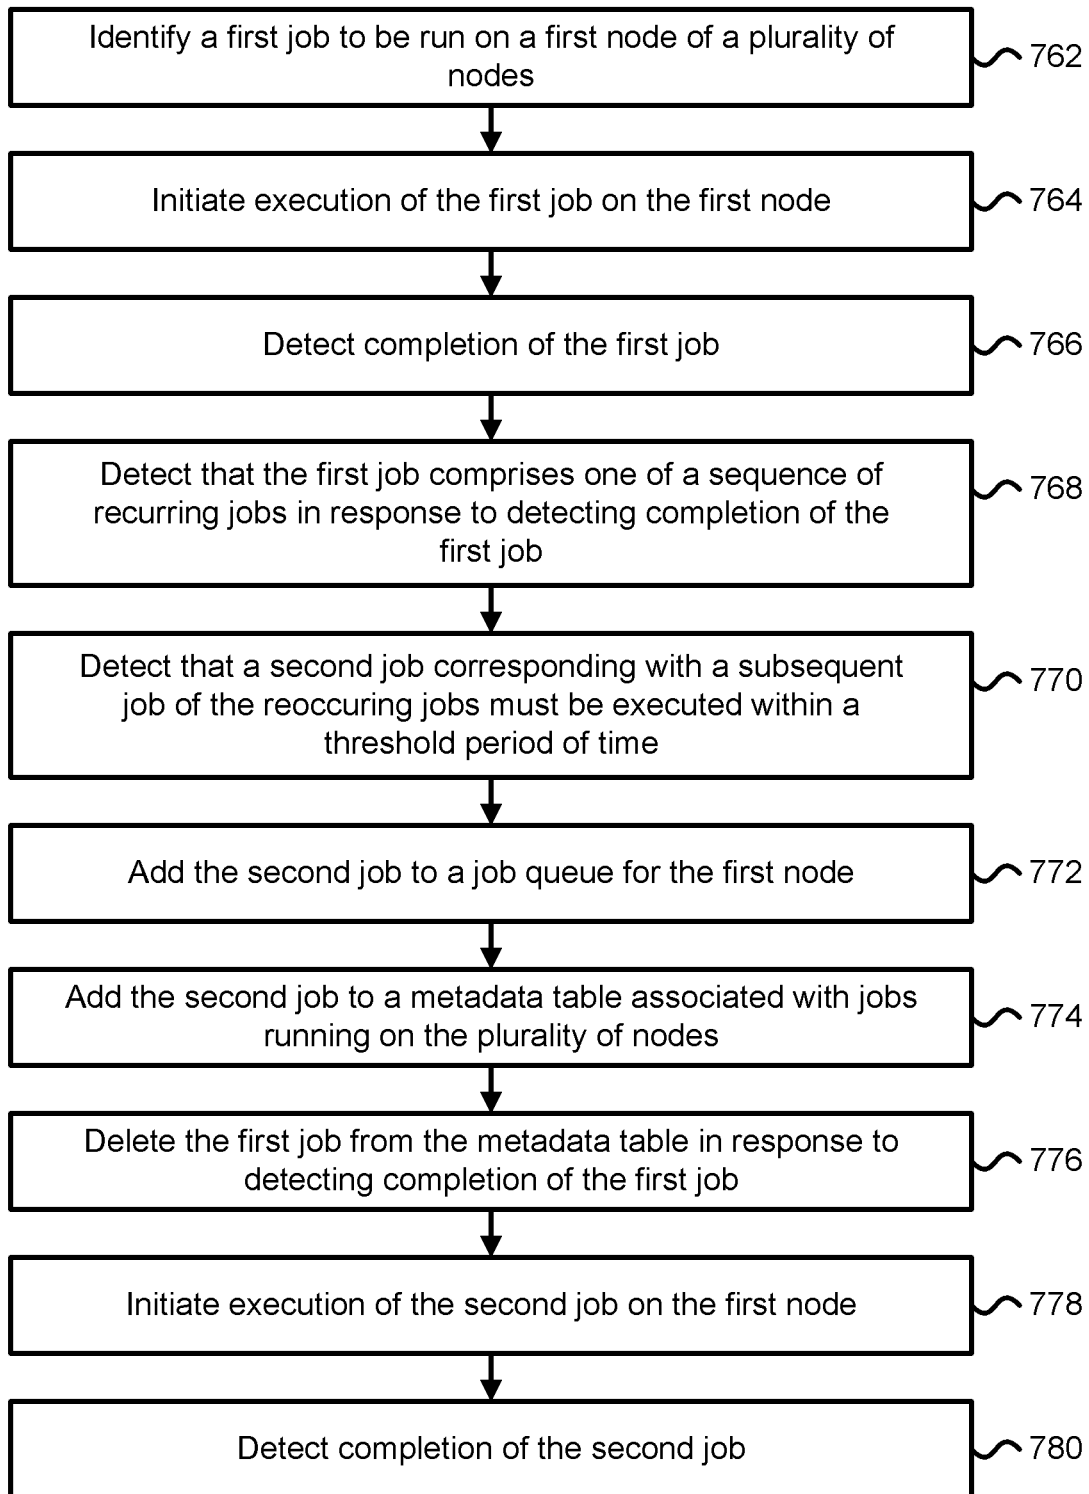 Identify a first job to be run on a first node of a plurality of
nodes
762
Initiate execution of the first job on the first node
764
Detect completion of the first job
766
Detect that the first job comprises one of a sequence of
recurring jobs in response to detecting completion of the
first job
768
Detect that a second job corresponding with a subsequent
job of the reoccuring jobs must be executed within a
threshold period of time
770
Add the second job to a job queue for the first node
772
Add the second job to a metadata table associated with jobs
running on the plurality of nodes
774
Delete the first job from the metadata table in response to
detecting completion of the first job
776
Initiate execution of the second job on the first node
778
Detect completion of the second job
780